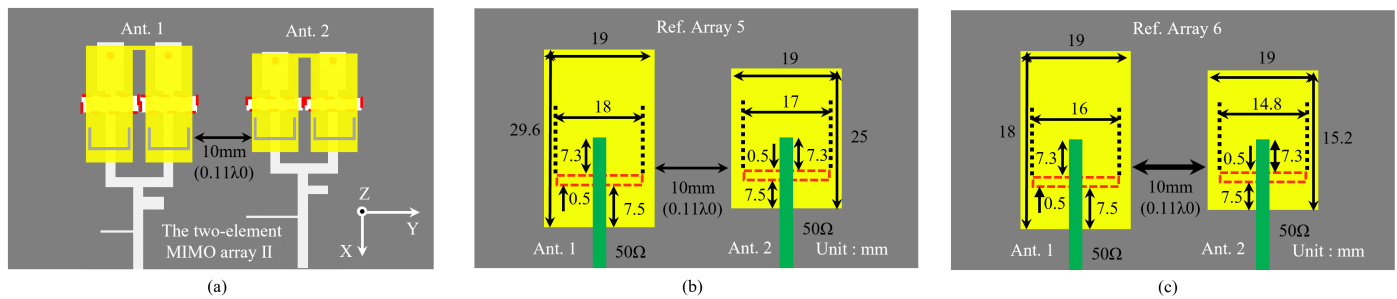 Ant. 1
Ant. 2
10mm
(0.11λ0)
The two-element
MIMO array II
Z
Y
X
(a)
Ref. Array 5
19
19
18
17
29.6
25
7.3
0.5
7.3
10mm
(0.11λ0)
0.5
7.5
7.5
50Ω
50Ω
Ant. 1
Ant. 2
Unit : mm
(b)
Ref. Array 6
19
19
16
14.8
18
15.2
7.3
0.5
7.3
10mm
(0.11λ0)
0.5
7.5
7.5
50Ω
50Ω
Ant. 1
Ant. 2
Unit : mm
(c)